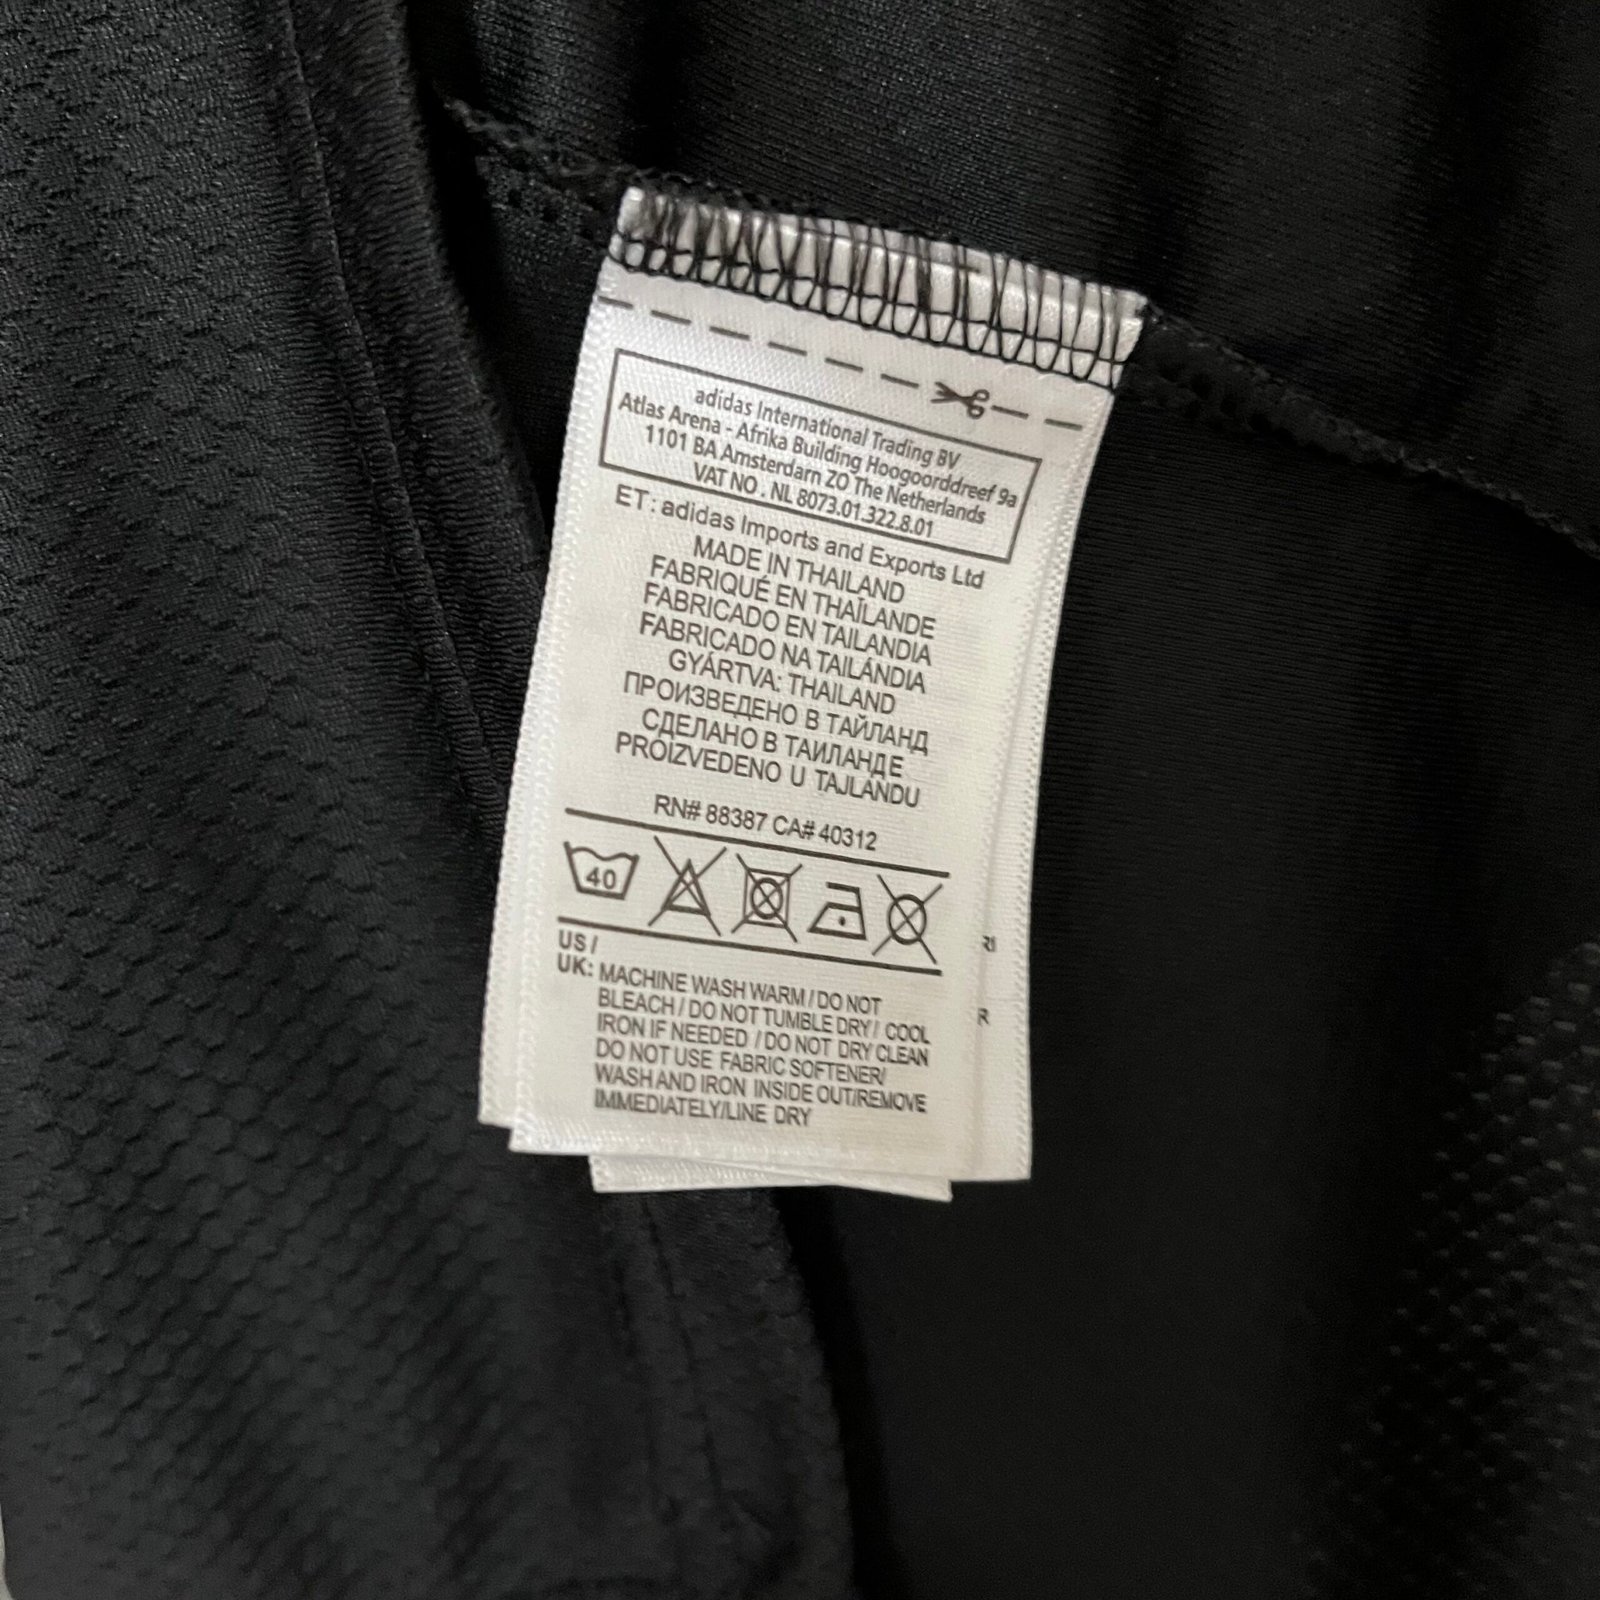 adidas International Trading BV
Atlas Arena - Afrika Building Hoogoorddreef 9a
1101 BA Amsterdam ZO The Netherlands
VAT NO. NL 8073.01.322.8.01
ET: adidas Imports and Exports Ltd
MADE IN THAILAND
FABRIQUÉ EN THAÏLANDE
FABRICADO EN TAILANDIA
FABRICADO NA TAILÁNDIA
GYÁRTVA: THAILAND
ПРОИЗВЕДЕНО В ТАЙЛАНД
СДЕЛАНО В ТАИЛАНДЕ
PROIZVEDENO U TAJLANDU
RN# 88387 CA# 40312
40
US /
UK: MACHINE WASH WARM / DO NOT
BLEACH / DO NOT TUMBLE DRY / COOL
IRON IF NEEDED / DO NOT DRY CLEAN
DO NOT USE FABRIC SOFTENER/
WASH AND IRON INSIDE OUT/REMOVE
IMMEDIATELY/LINE DRY